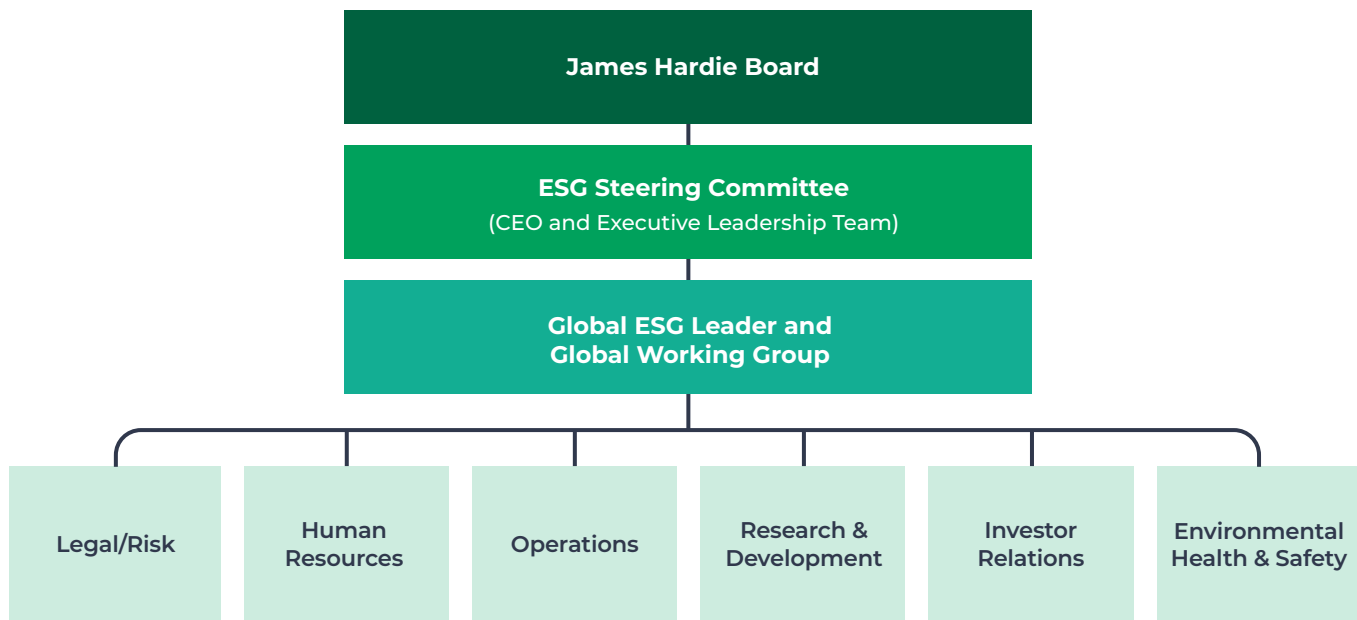 James Hardie Board
ESG Steering Committee
(CEO and Executive Leadership Team)
Global ESG Leader and
Global Working Group
Legal/Risk
Human
Resources
Operations
Research &
Development
Investor
Relations
Environmental
Health & Safety